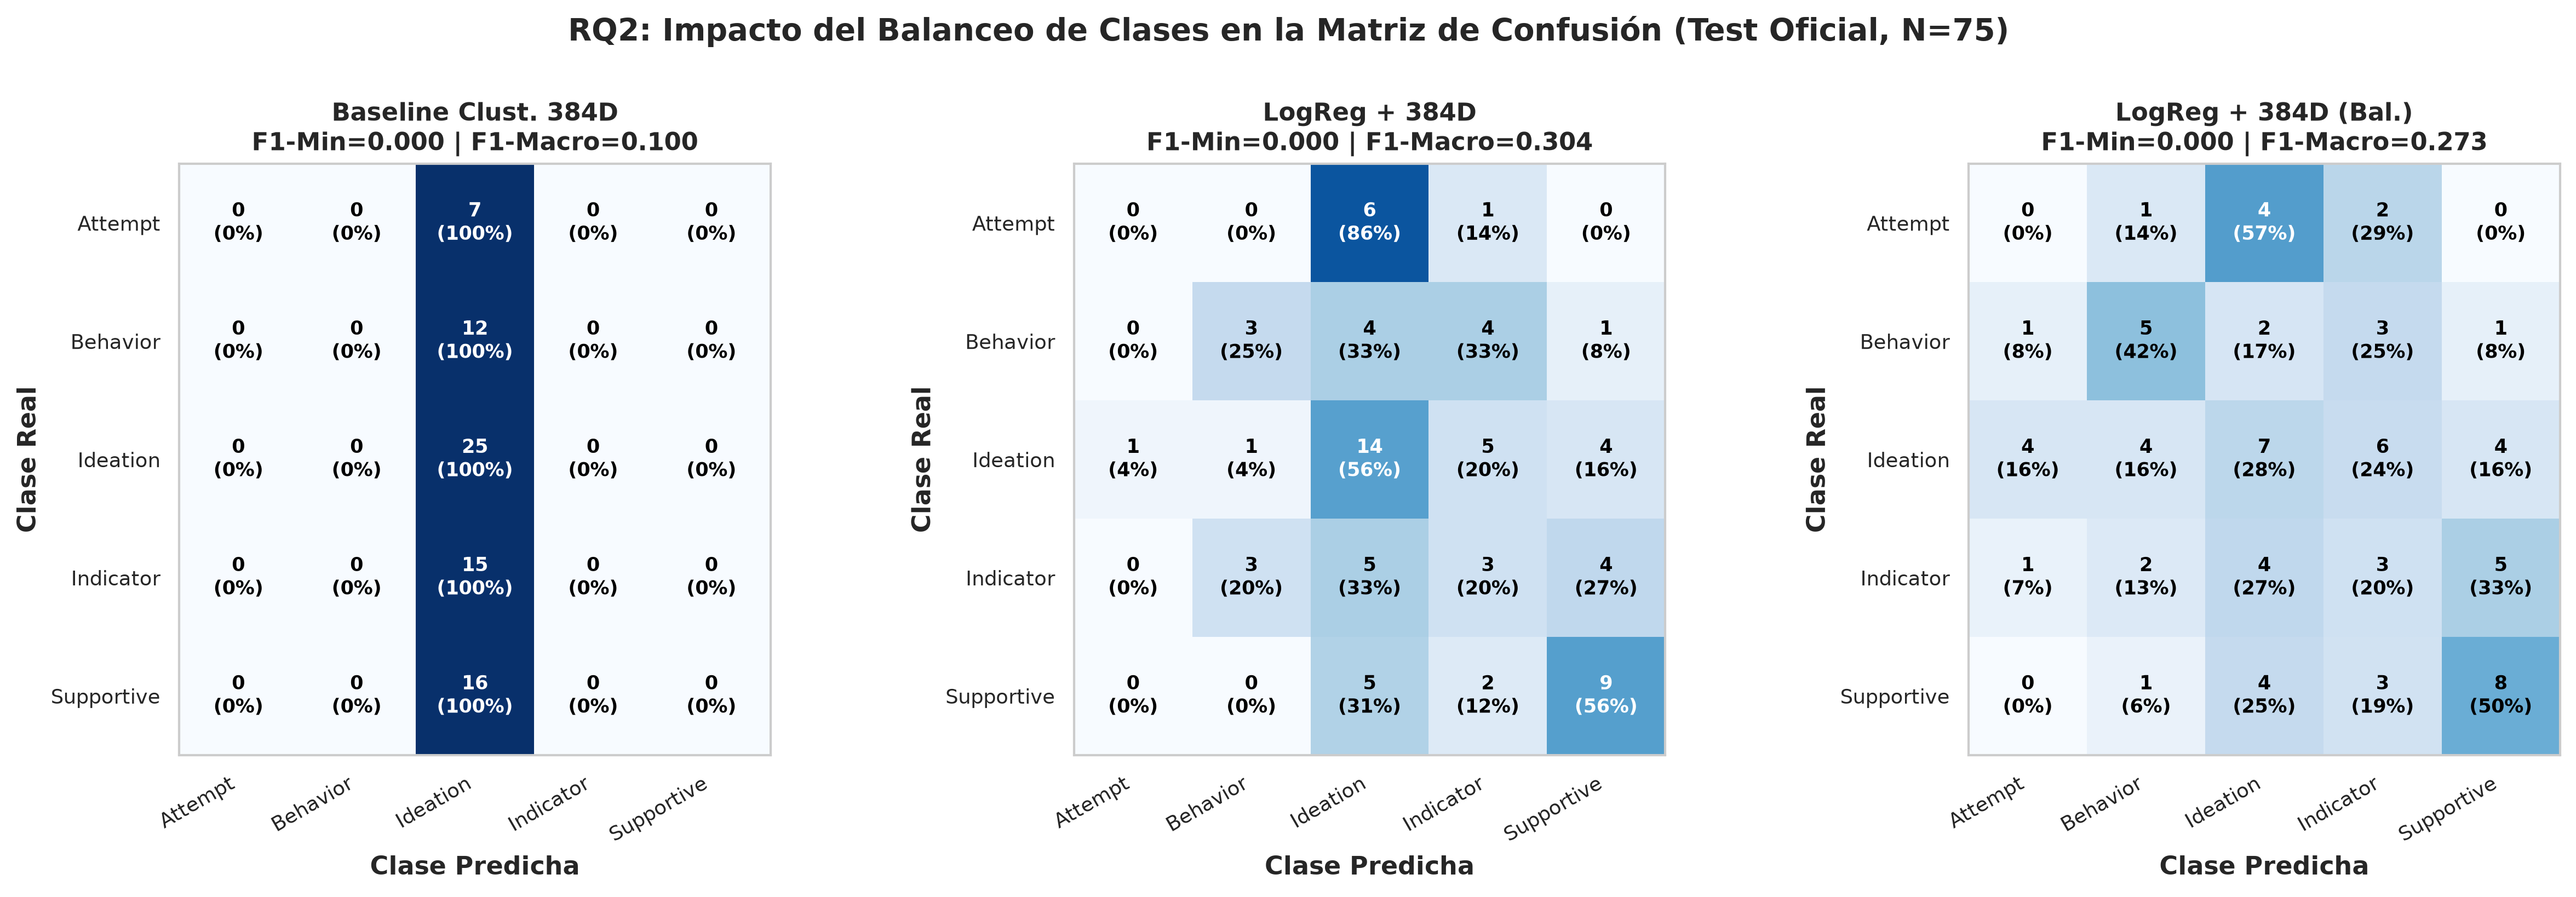 RQ2: Impacto del Balanceo de Clases en la Matriz de Confusión (Test Oficial, N=75)
Baseline Clust. 384D
F1-Min=0.000 | F1-Macro=0.100
Clase Real
Attempt
0 0 7 0 0
(0%) (0%) (100%) (0%) (0%)
Behavior
0 0 12 0 0
(0%) (0%) (100%) (0%) (0%)
Ideation
0 0 25 0 0
(0%) (0%) (100%) (0%) (0%)
Indicator
0 0 15 0 0
(0%) (0%) (100%) (0%) (0%)
Supportive
0 0 16 0 0
(0%) (0%) (100%) (0%) (0%)
Attempt Behavior Ideation Indicator Supportive
Clase Predicha
LogReg + 384D
F1-Min=0.000 | F1-Macro=0.304
Clase Real
Attempt
0 0 6 1 0
(0%) (0%) (86%) (14%) (0%)
Behavior
0 3 4 4 1
(0%) (25%) (33%) (33%) (8%)
Ideation
1 1 14 5 4
(4%) (4%) (56%) (20%) (16%)
Indicator
0 3 5 3 4
(0%) (20%) (33%) (20%) (27%)
Supportive
0 0 5 2 9
(0%) (0%) (31%) (12%) (56%)
Attempt Behavior Ideation Indicator Supportive
Clase Predicha
LogReg + 384D (Bal.)
F1-Min=0.000 | F1-Macro=0.273
Clase Real
Attempt
0 1 4 2 0
(0%) (14%) (57%) (29%) (0%)
Behavior
1 5 2 3 1
(8%) (42%) (17%) (25%) (8%)
Ideation
4 4 7 6 4
(16%) (16%) (28%) (24%) (16%)
Indicator
1 2 4 3 5
(7%) (13%) (27%) (20%) (33%)
Supportive
0 1 4 3 8
(0%) (6%) (25%) (19%) (50%)
Attempt Behavior Ideation Indicator Supportive
Clase Predicha